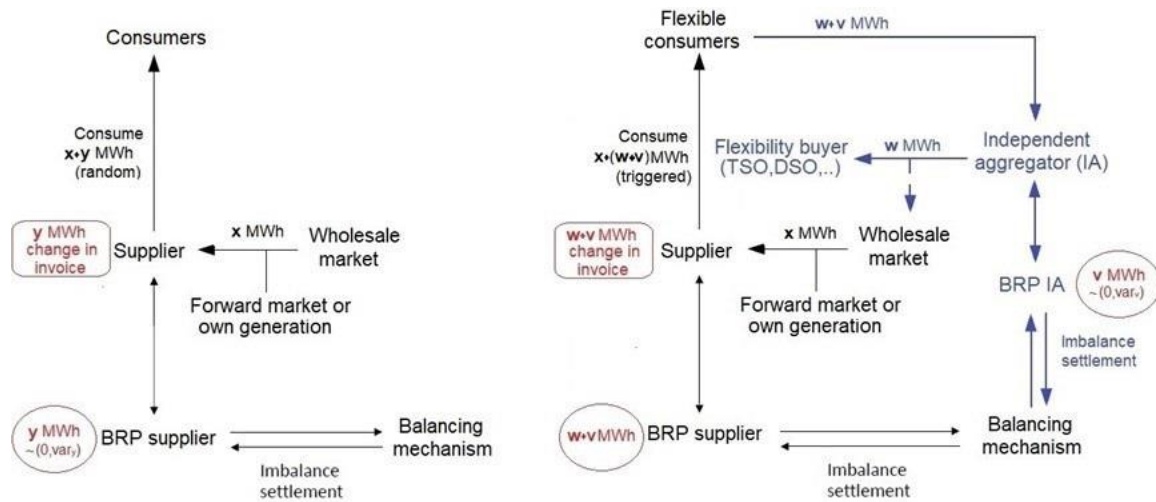 Consumers
Consume
x+y MWh
(random)
y MWh
change in
invoice
Supplier
x MWh
Wholesale
market
Forward market or
own generation
y MWh
~(0,var_y)
BRP supplier
Balancing
mechanism
Imbalance
settlement
Flexible
consumers
w+v MWh
Consume
x+(w+v)MWh
(triggered)
Flexibility buyer
(TSO,DSO,..)
w MWh
Independent
aggregator (IA)
w+v MWh
change in
invoice
Supplier
x MWh
Wholesale
market
Forward market or
own generation
BRP IA
v MWh
~(0,var_v)
Imbalance
settlement
w+v MWh
BRP supplier
Balancing
mechanism
Imbalance
settlement